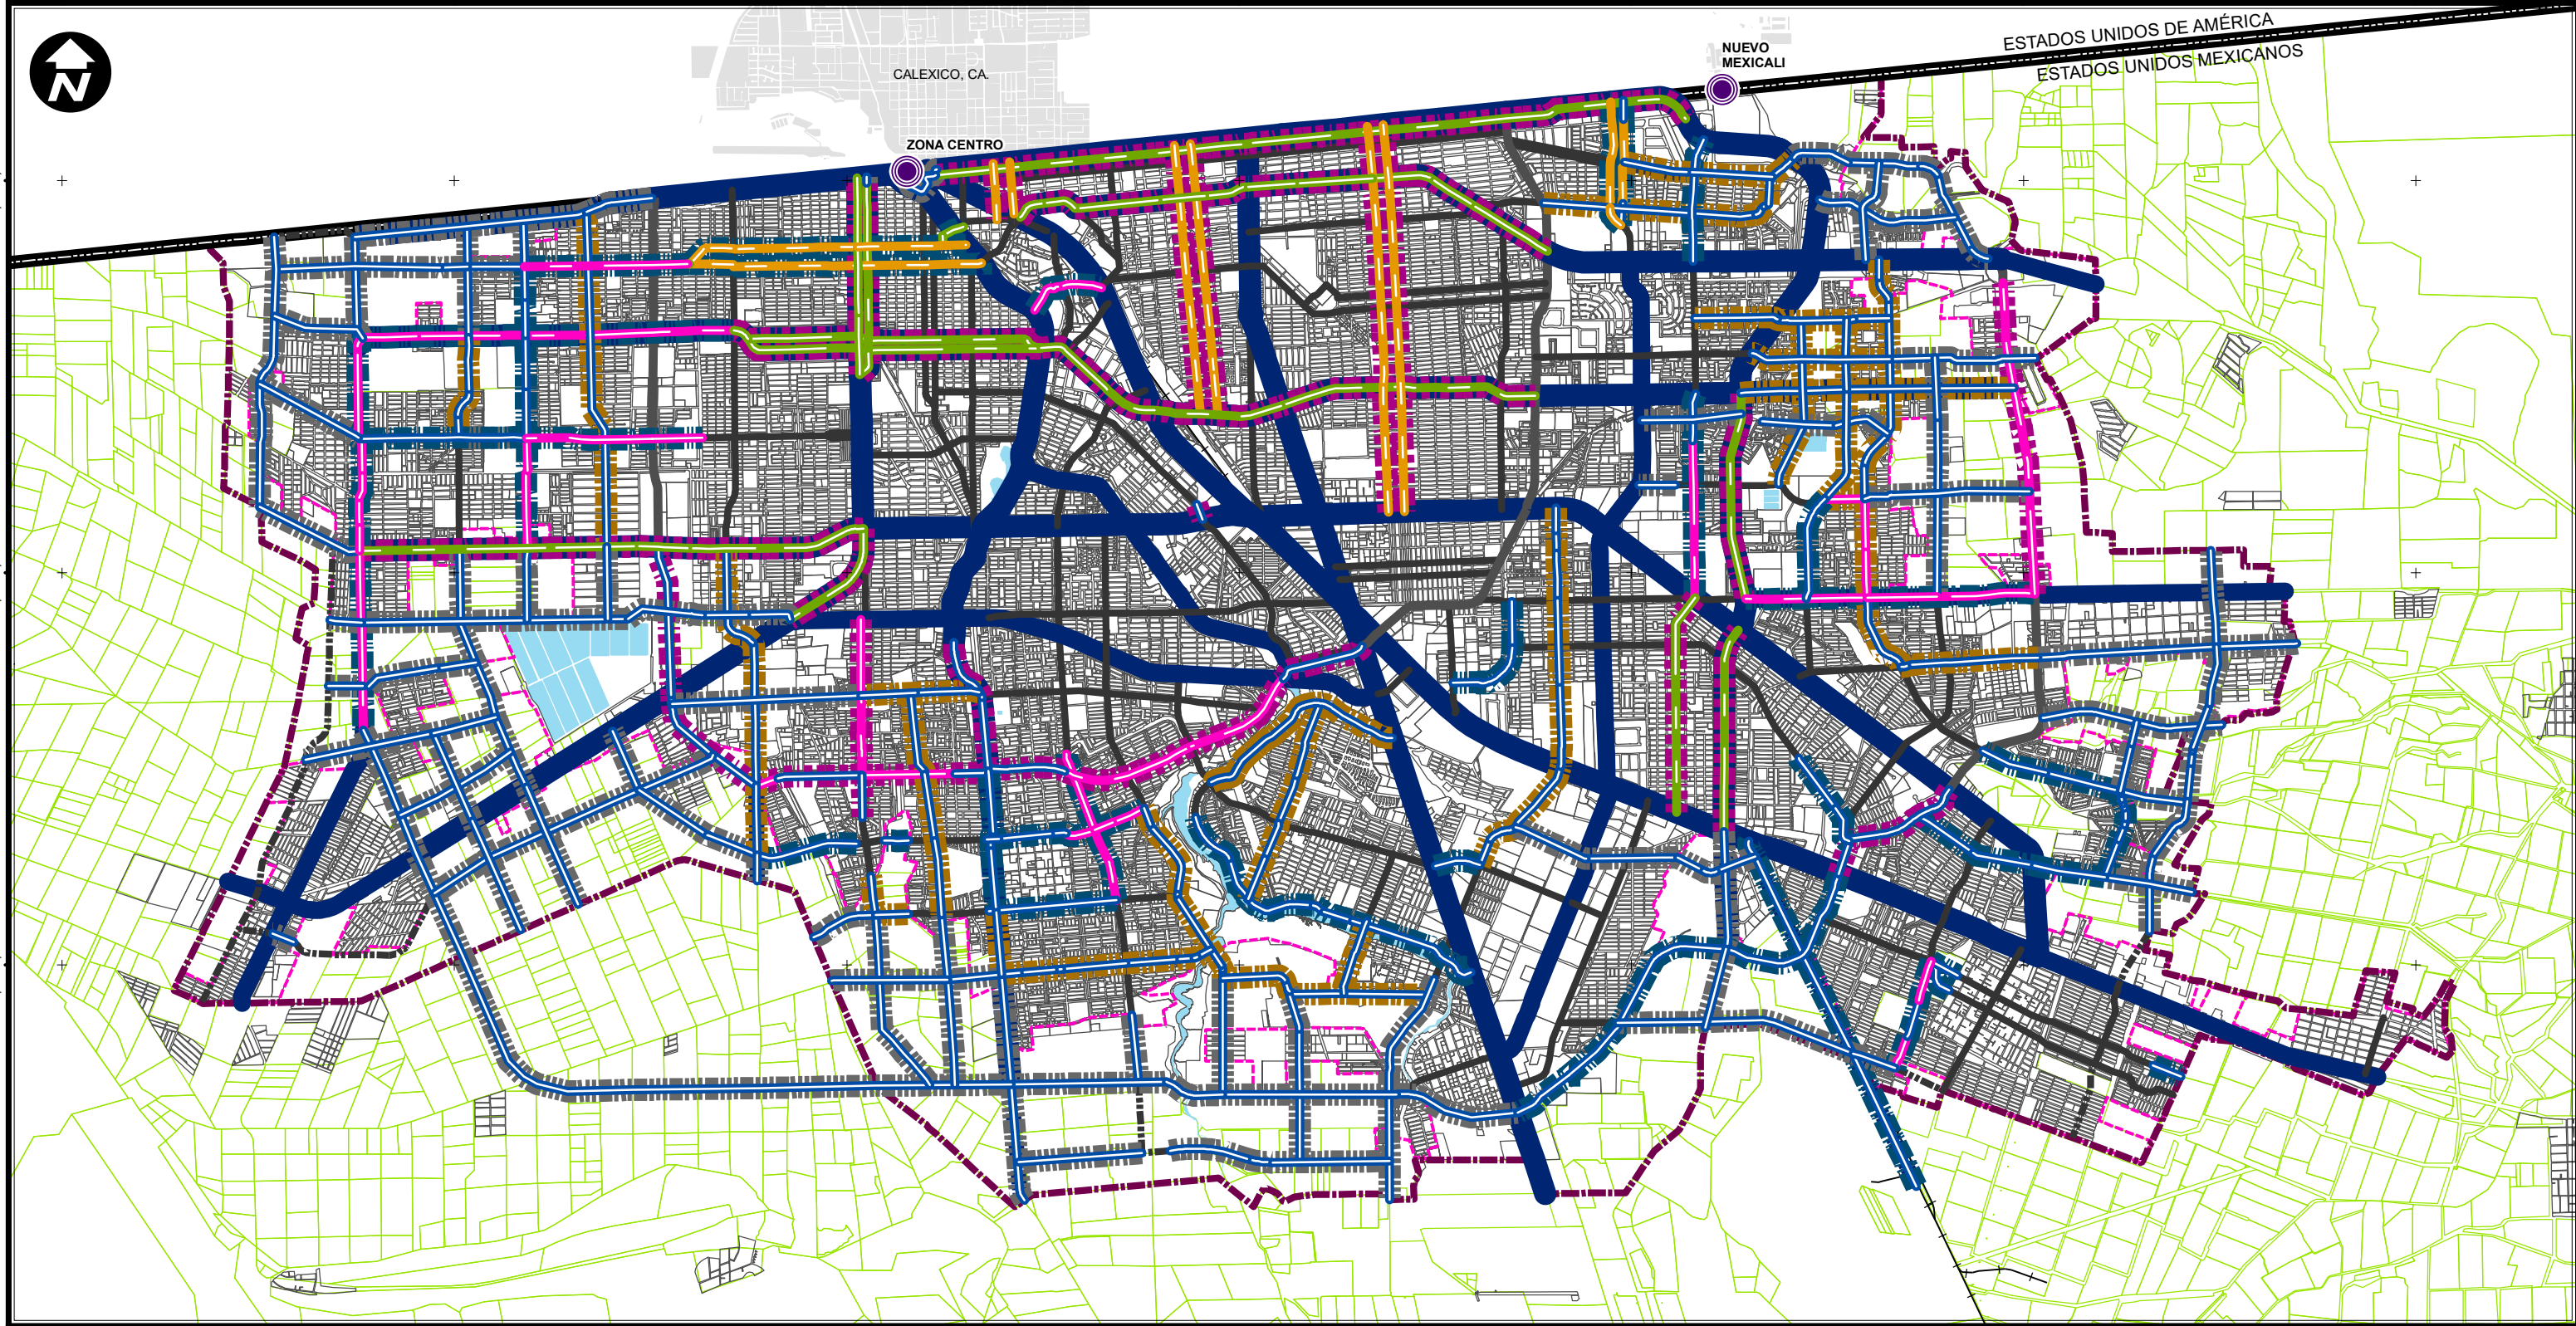 ESTADOS UNIDOS DE AMÉRICA
ESTADOS UNIDOS MEXICANOS
NUEVO
MEXICALI
CALEXICO, CA.
ZONA CENTRO
N